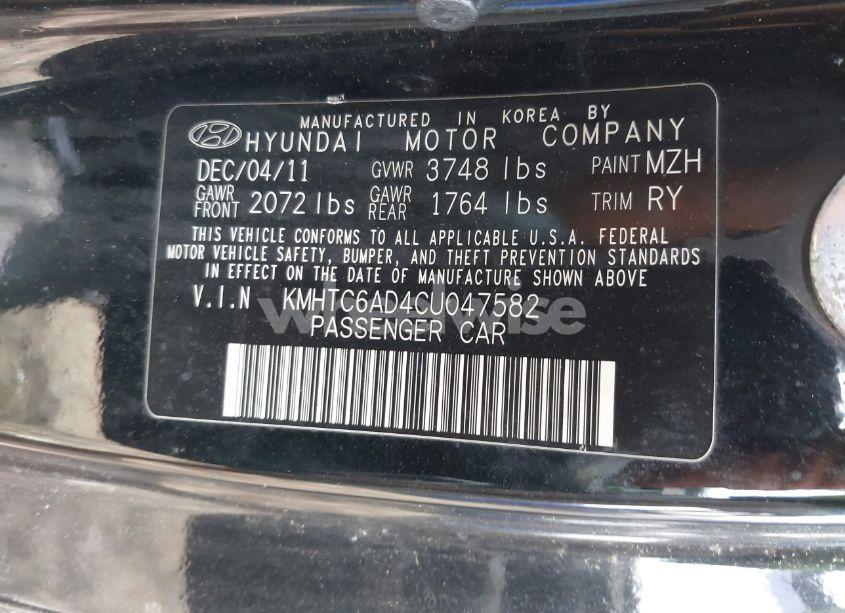 MANUFACTURED IN KOREA BY
HYUNDAI MOTOR COMPANY
DEC/04/11 GVWR 3748 lbs PAINT MZH
GAWR FRONT 2072 lbs GAWR REAR 1764 lbs TRIM RY
THIS VEHICLE CONFORMS TO ALL APPLICABLE U.S.A. FEDERAL
MOTOR VEHICLE SAFETY, BUMPER, AND THEFT PREVENTION STANDARDS
IN EFFECT ON THE DATE OF MANUFACTURE SHOWN ABOVE
V.I.N KMHTC6AD4CU047582
PASSENGER CAR